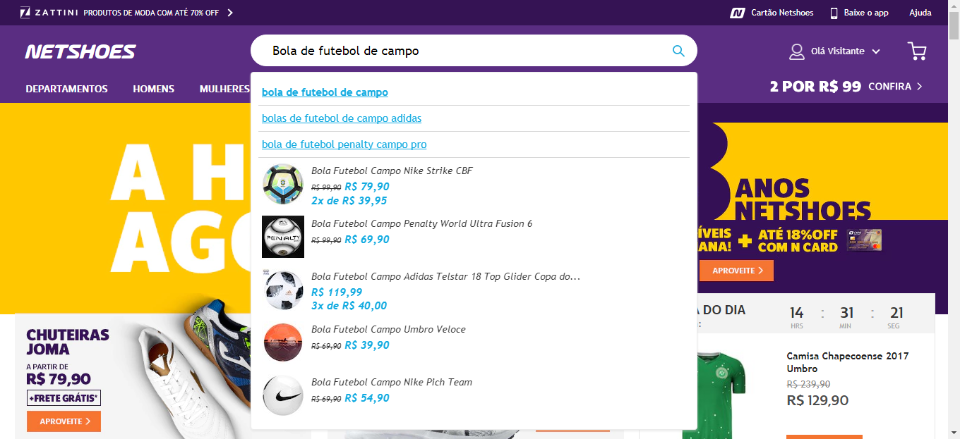 ZATTINI PRODUTOS DE MODA COM ATÉ 70% OFF
Cartão Netshoes
Baixe o app
Ajuda
NETSHOES
Bola de futebol de campo
Olá Visitante
DEPARTAMENTOS
HOMENS
MULHERES
2 POR R$ 99 CONFIRA
bola de futebol de campo
bolas de futebol de campo adidas
bola de futebol penalty campo pro
Bola Futebol Campo Nike Strike CBF
R$ 99,90 R$ 79,90
2x de R$ 39,95
Bola Futebol Campo Penalty World Ultra Fusion 6
R$ 99,90 R$ 69,90
Bola Futebol Campo Adidas Telstar 18 Top Glider Copa do...
R$ 119,99
3x de R$ 40,00
Bola Futebol Campo Umbro Veloce
R$ 69,90 R$ 39,90
Bola Futebol Campo Nike Pich Team
R$ 69,90 R$ 54,90
A H
AGO
ANOS
NETSHOES
ÍVEIS
ANA! + ATÉ 18%OFF
COM N CARD
APROVEITE
CHUTEIRAS
JOMA
A PARTIR DE
R$ 79,90
+FRETE GRÁTIS*
APROVEITE
DO DIA
14 : 31 : 21
HRS MIN SEG
Camisa Chapecoense 2017
Umbro
R$ 239,90
R$ 129,90